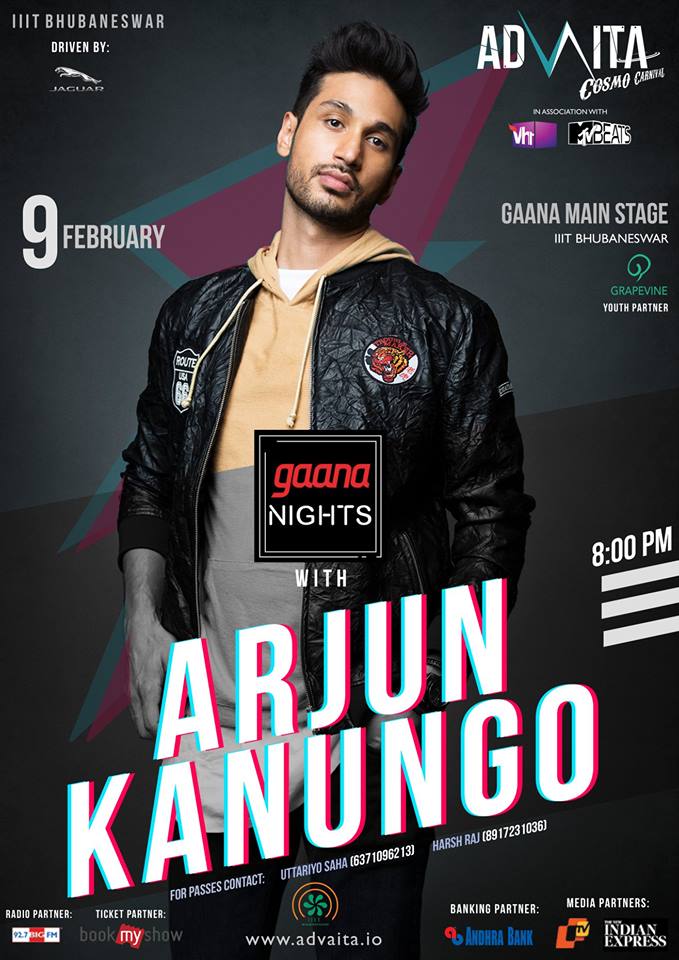 IIIT BHUBANESWAR
DRIVEN BY:
JAGUAR
ADVAITA
COSMO CARNIVAL
IN ASSOCIATION WITH
Vh1 MTV BEATS
9 FEBRUARY
GAANA MAIN STAGE
IIIT BHUBANESWAR
GRAPEVINE
YOUTH PARTNER
ROUTE
USA
66
gaana
NIGHTS
WITH
8:00 PM
ARJUN
KANUNGO
FOR PASSES CONTACT: UTTARIYO SAHA (6371096213) HARSH RAJ (8917231036)
RADIO PARTNER:
92.7 BIG FM
TICKET PARTNER:
bookmyshow
www.advaita.io
BANKING PARTNER:
ANDHRA BANK
MEDIA PARTNERS:
TV
THE NEW
INDIAN
EXPRESS